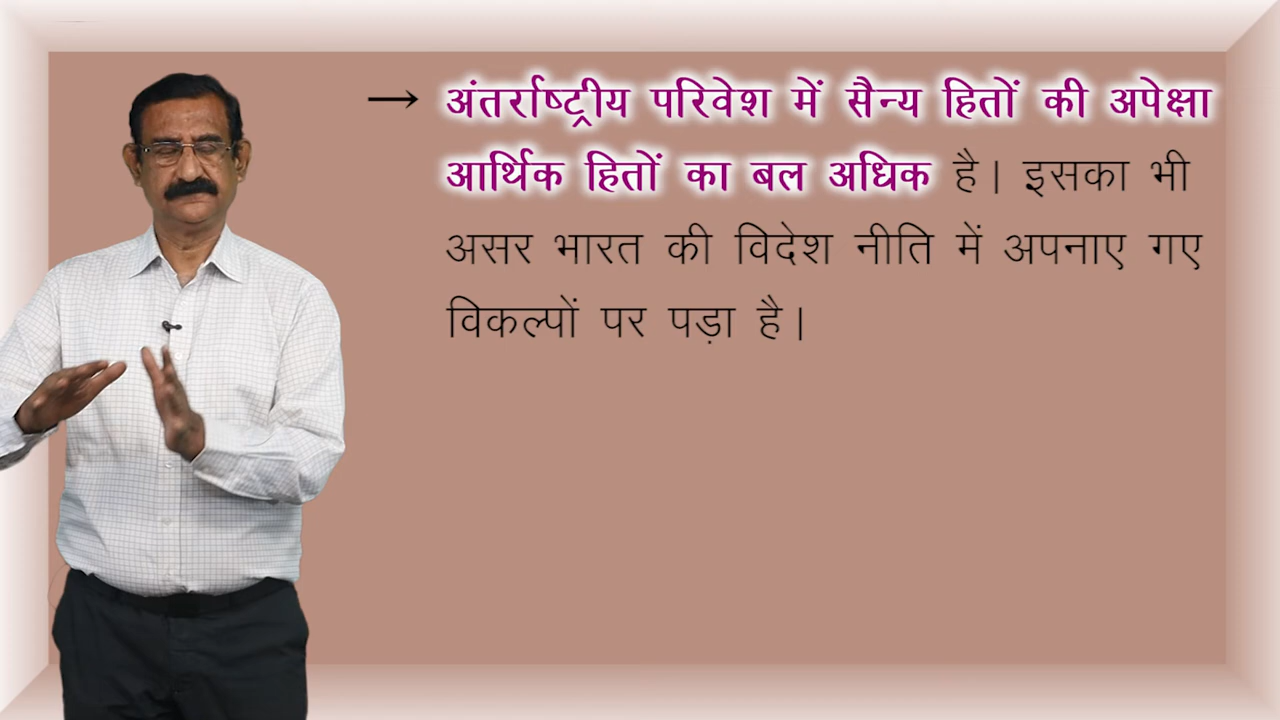 → अंतर्राष्ट्रीय परिवेश में सैन्य हितों की अपेक्षा
आर्थिक हितों का बल अधिक है। इसका भी
असर भारत की विदेश नीति में अपनाए गए
विकल्पों पर पड़ा है।